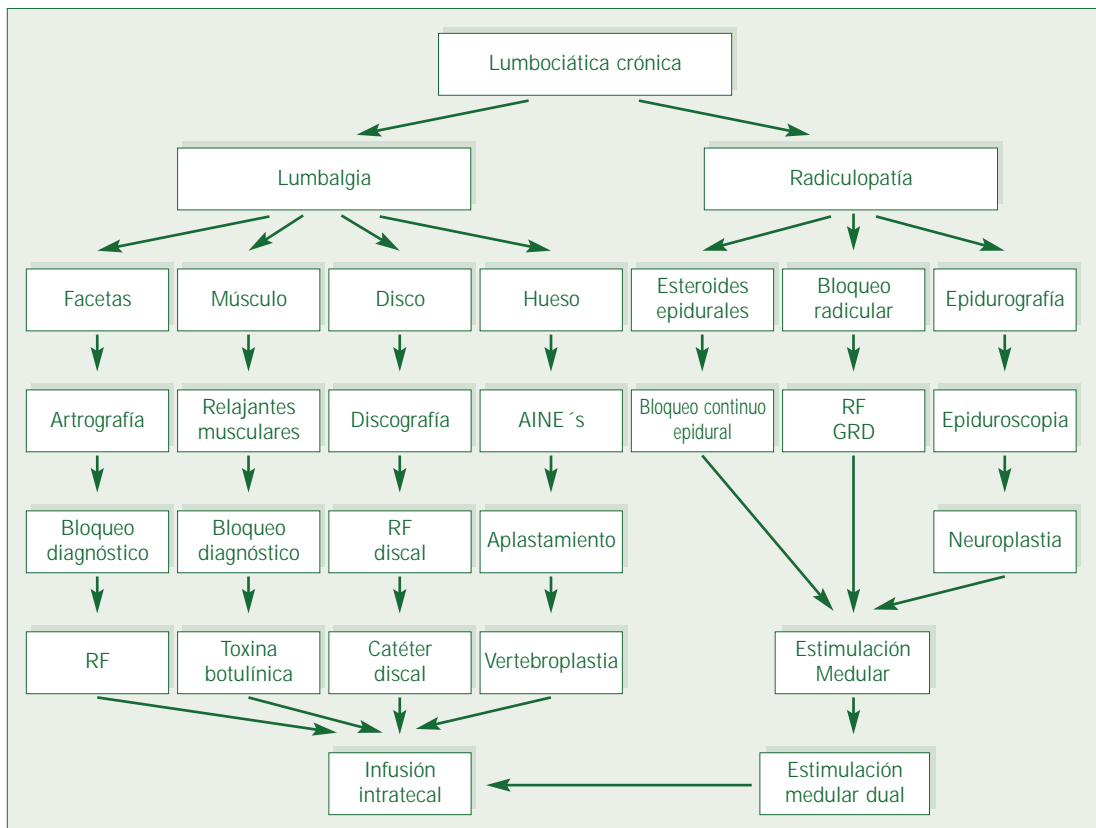 Lumbociática crónica
Lumbalgia
Radiculopatía
Facetas
Músculo
Disco
Hueso
Esteroides
epidurales
Bloqueo
radicular
Epidurografía
Artrografía
Relajantes
musculares
Discografía
AINE ´s
Bloqueo continuo
epidural
RF
GRD
Epiduroscopia
Bloqueo
diagnóstico
Bloqueo
diagnóstico
RF
discal
Aplastamiento
Neuroplastia
RF
Toxina
botulínica
Catéter
discal
Vertebroplastia
Estimulación
Medular
Infusión
intratecal
Estimulación
medular dual